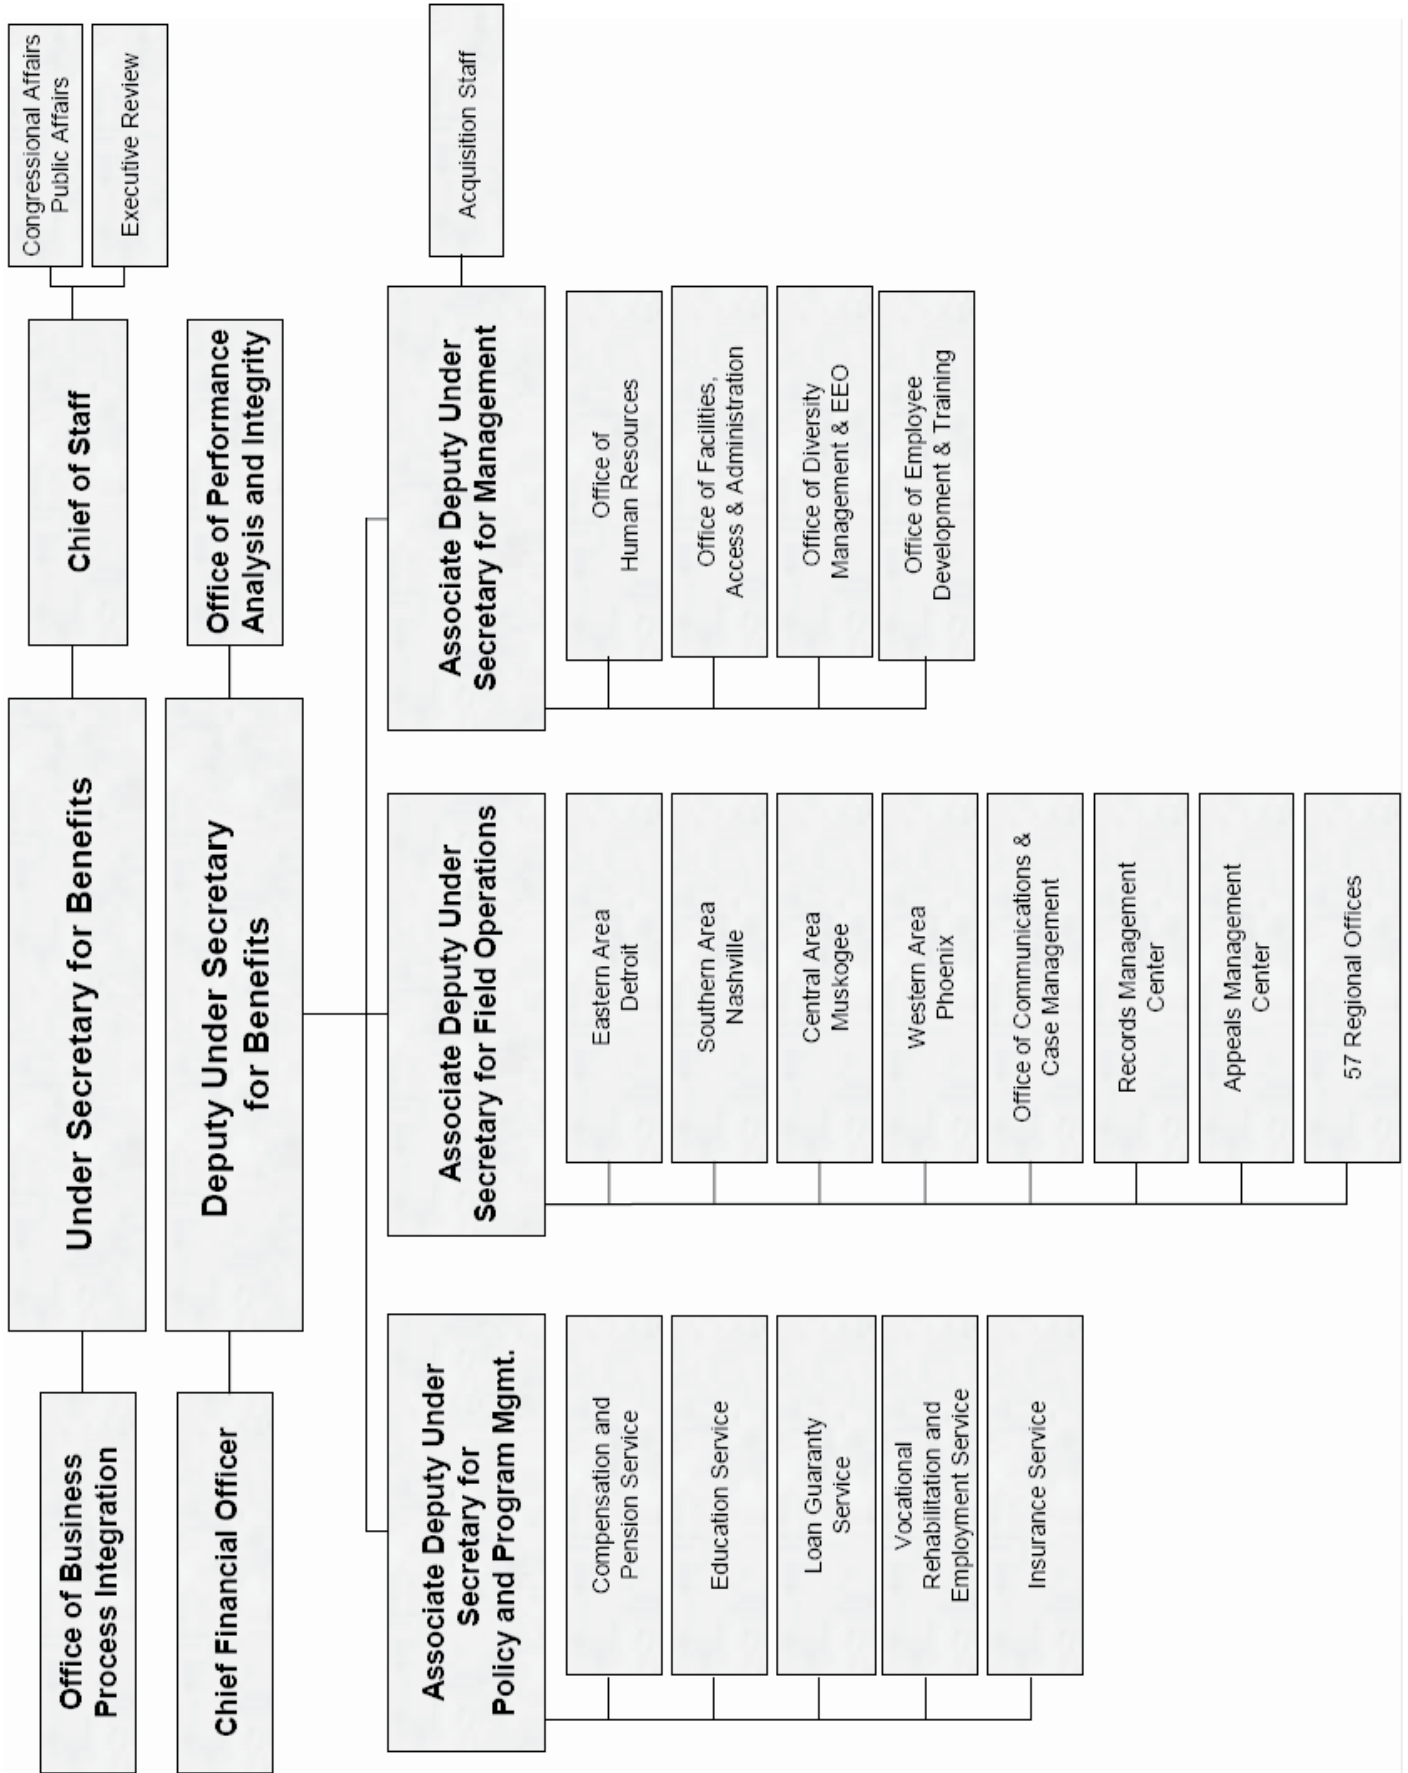 Office of Business
Process Integration
Under Secretary for Benefits
Chief of Staff
Congressional Affairs
Public Affairs
Executive Review
Chief Financial Officer
Deputy Under Secretary
for Benefits
Office of Performance
Analysis and Integrity
Associate Deputy Under
Secretary for
Policy and Program Mgmt.
Compensation and
Pension Service
Education Service
Loan Guaranty
Service
Vocational
Rehabilitation and
Employment Service
Insurance Service
Associate Deputy Under
Secretary for Field Operations
Eastern Area
Detroit
Southern Area
Nashville
Central Area
Muskogee
Western Area
Phoenix
Office of Communications &
Case Management
Records Management
Center
Appeals Management
Center
57 Regional Offices
Associate Deputy Under
Secretary for Management
Acquisition Staff
Office of
Human Resources
Office of Facilities,
Access & Administration
Office of Diversity
Management & EEO
Office of Employee
Development & Training